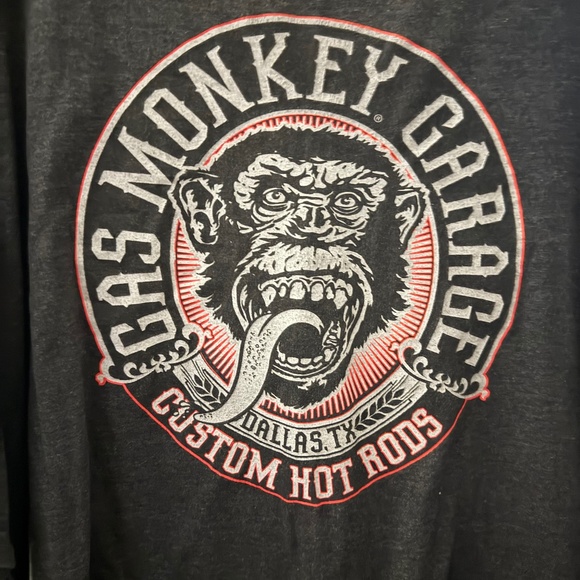 GAS MONKEY GARAGE
®
DALLAS, TX
CUSTOM HOT RODS